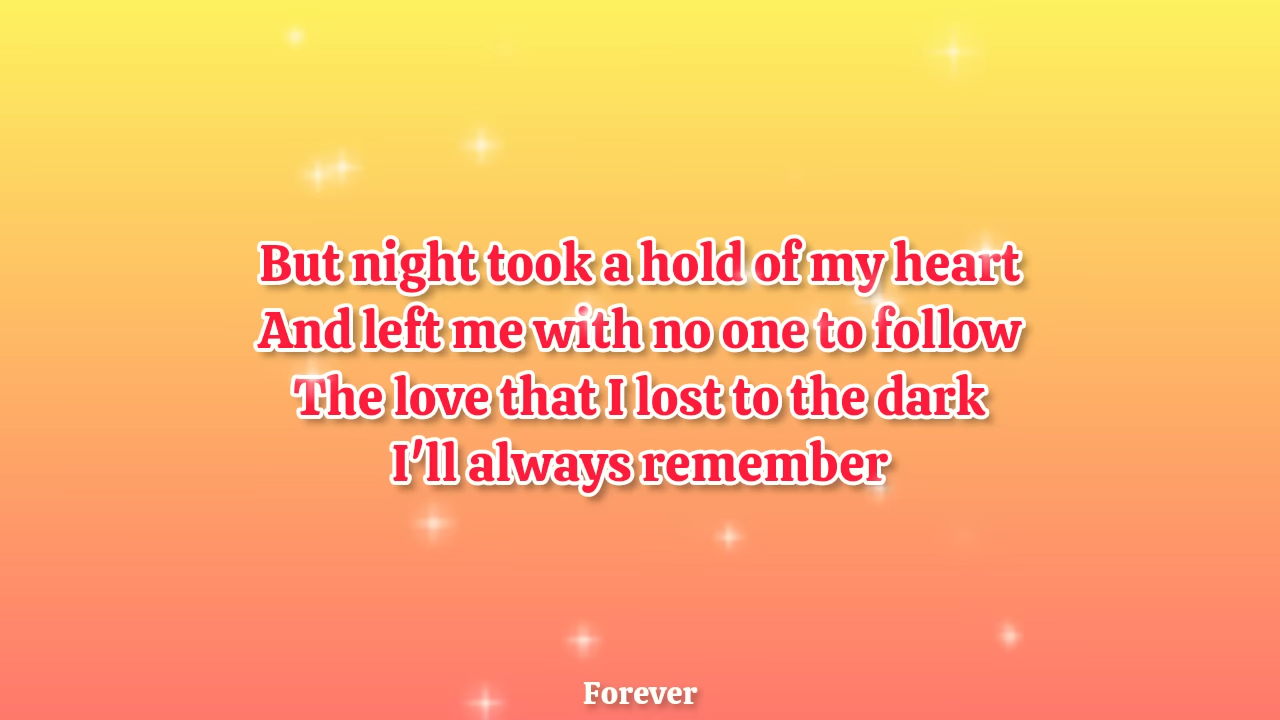 But night took a hold of my heart
And left me with no one to follow
The love that I lost to the dark
I'll always remember
Forever